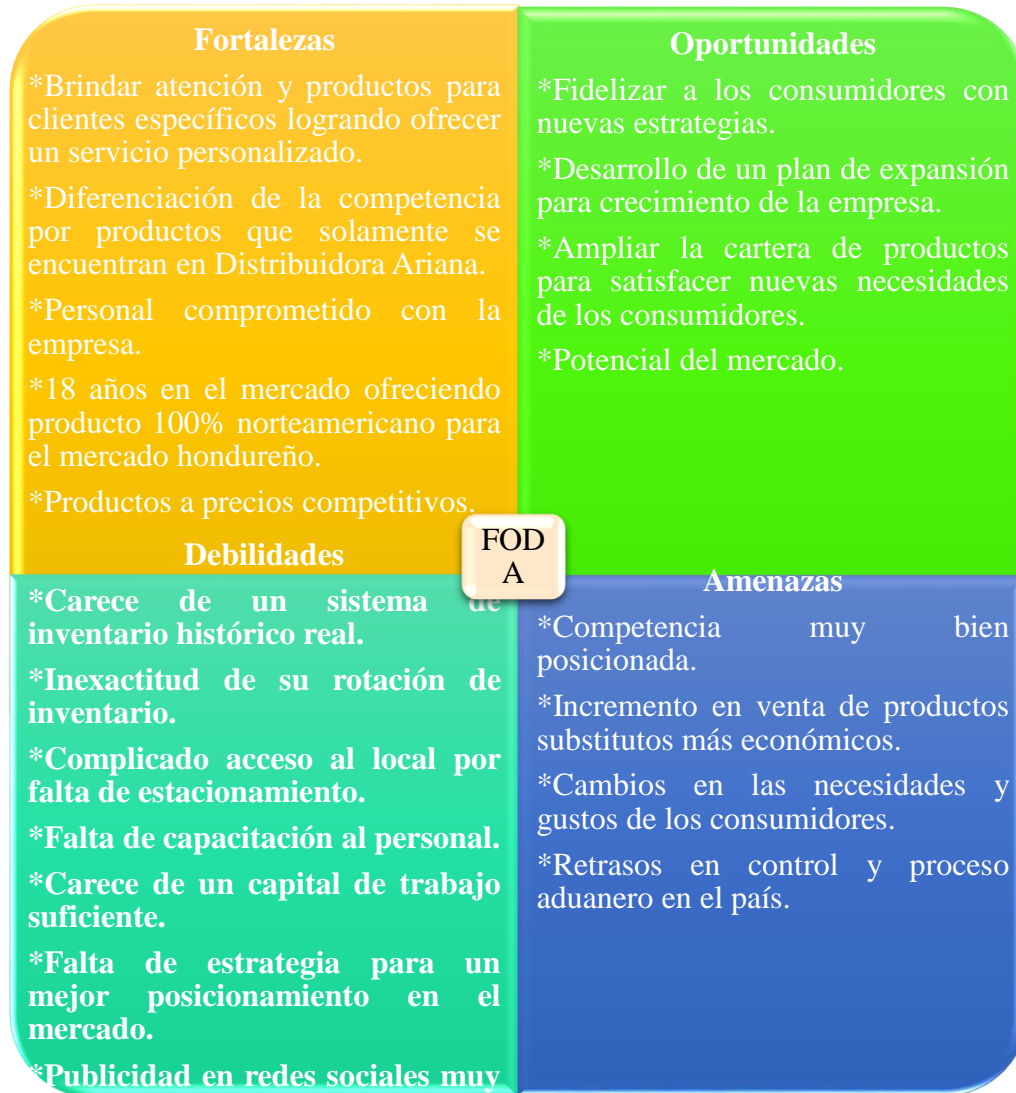 Fortalezas
*Brindar atención y productos para
clientes específicos logrando ofrecer
un servicio personalizado.
*Diferenciación de la competencia
por productos que solamente se
encuentran en Distribuidora Ariana.
*Personal comprometido con la
empresa.
*18 años en el mercado ofreciendo
producto 100% norteamericano para
el mercado hondureño.
*Productos a precios competitivos.
Oportunidades
*Fidelizar a los consumidores con
nuevas estrategias.
*Desarrollo de un plan de expansión
para crecimiento de la empresa.
*Ampliar la cartera de productos
para satisfacer nuevas necesidades
de los consumidores.
*Potencial del mercado.
FOD
A
Debilidades
*Carece de un sistema de
inventario histórico real.
*Inexactitud de su rotación de
inventario.
*Complicado acceso al local por
falta de estacionamiento.
*Falta de capacitación al personal.
*Carece de un capital de trabajo
suficiente.
*Falta de estrategia para un
mejor posicionamiento en el
mercado.
*Publicidad en redes sociales muy
Amenazas
*Competencia muy bien
posicionada.
*Incremento en venta de productos
substitutos más económicos.
*Cambios en las necesidades y
gustos de los consumidores.
*Retrasos en control y proceso
aduanero en el país.